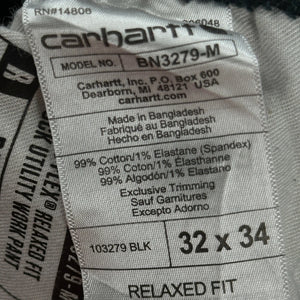 RN#14806
carhartt
MODEL NO. BN3279-M
Carhartt, Inc. P.O. Box 600
Dearborn, MI 48121 USA
carhartt.com
Made in Bangladesh
Fabriqué au Bangladesh
Hecho en Bangladesh
99% Cotton/1% Elastane (Spandex)
99% Coton/1% Élasthanne
99% Algodón/1% Elastano
Exclusive Trimming
Sauf Garnitures
Excepto Adorno
103279 BLK
32 x 34
RELAXED FIT
RELAXED FIT
UTILITY WORK PANT